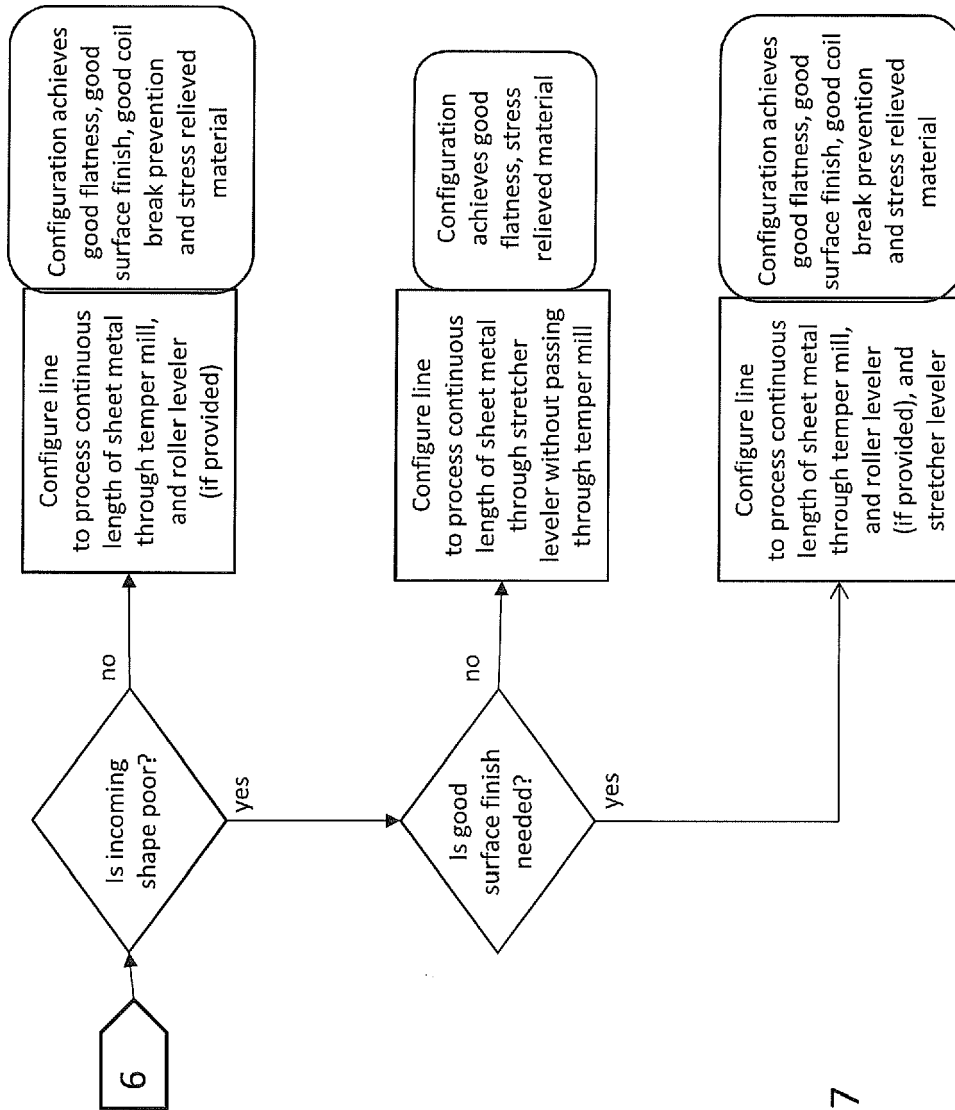 6
Is incoming
shape poor?
no
yes
Configure line
to process continuous
length of sheet metal
through temper mill,
and roller leveler
(if provided)
Configuration achieves
good flatness, good
surface finish, good coil
break prevention
and stress relieved
material
Is good
surface finish
needed?
no
yes
Configure line
to process continuous
length of sheet metal
through stretcher
leveler without passing
through temper mill
Configuration
achieves good
flatness, stress
relieved material
Configure line
to process continuous
length of sheet metal
through temper mill,
and roller leveler
(if provided), and
stretcher leveler
Configuration achieves
good flatness, good
surface finish, good coil
break prevention
and stress relieved
material
7